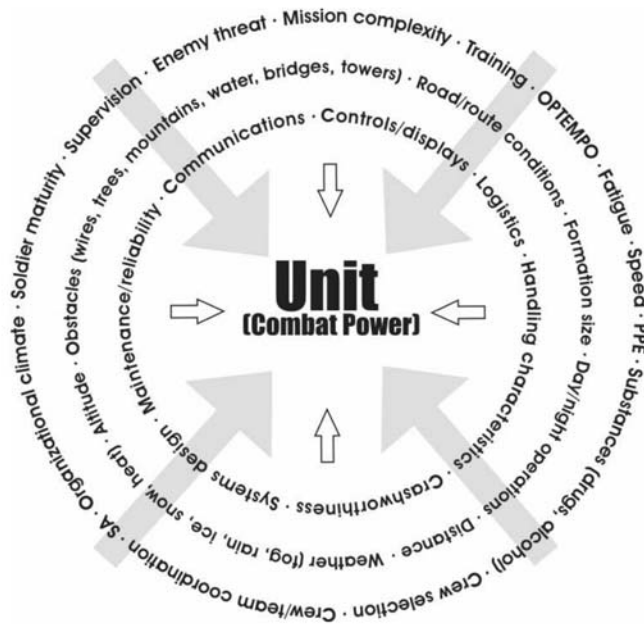 SA · Organizational climate · Soldier maturity · Supervision · Enemy threat · Mission complexity · Training · OPTEMPO · Fatigue · Speed · PPE · Substances (drugs, alcohol) · Crew selection · Crew/team coordination ·
Altitude · Obstacles (wires, trees, mountains, water, bridges, towers) · Road/route conditions · Formation size · Day/night operations · Distance · Weather (fog, rain, ice, snow, heat) ·
Maintenance/reliability · Communications · Controls/displays · Logistics · Handling characteristics · Crashworthiness · Systems design ·
Unit
(Combat Power)